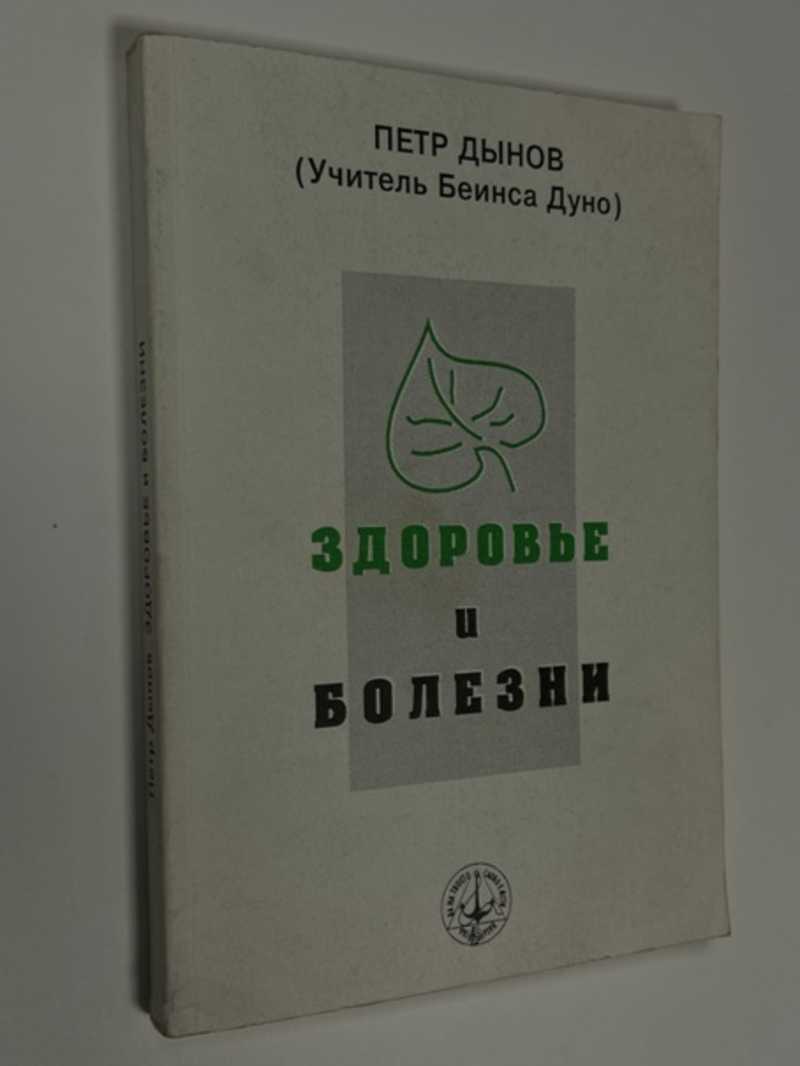 ПЕТР ДЫНОВ
(Учитель Беинса Дуно)
ЗДОРОВЬЕ
и
БОЛЕЗНИ
Петр Дынов ЗДОРОВЬЕ И БОЛЕЗНИ